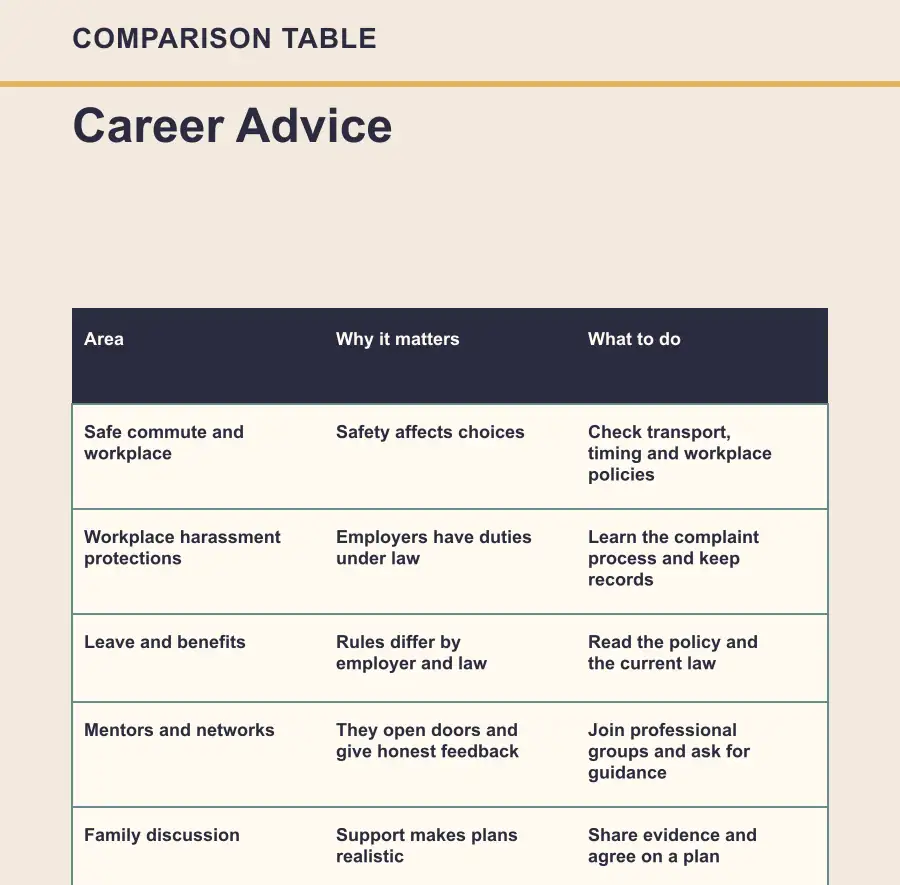 COMPARISON TABLE
Career Advice
Area
Why it matters
What to do
Safe commute and
workplace
Safety affects choices
Check transport,
timing and workplace
policies
Workplace harassment
protections
Employers have duties
under law
Learn the complaint
process and keep
records
Leave and benefits
Rules differ by
employer and law
Read the policy and
the current law
Mentors and networks
They open doors and
give honest feedback
Join professional
groups and ask for
guidance
Family discussion
Support makes plans
realistic
Share evidence and
agree on a plan